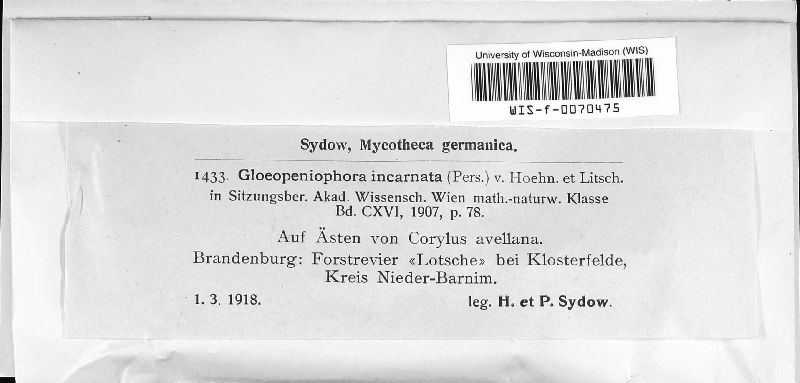 University of Wisconsin-Madison (WIS)
WIS-f-0070475
Sydow, Mycotheca germanica.
1433. Gloeopeniophora incarnata (Pers.) v. Hoehn. et Litsch.
in Sitzungsber. Akad. Wissensch. Wien math.-naturw. Klasse
Bd. CXVI, 1907, p. 78.
Auf Ästen von Corylus avellana.
Brandenburg: Forstrevier «Lotsche» bei Klosterfelde,
Kreis Nieder-Barnim.
1. 3. 1918. leg. H. et P. Sydow.